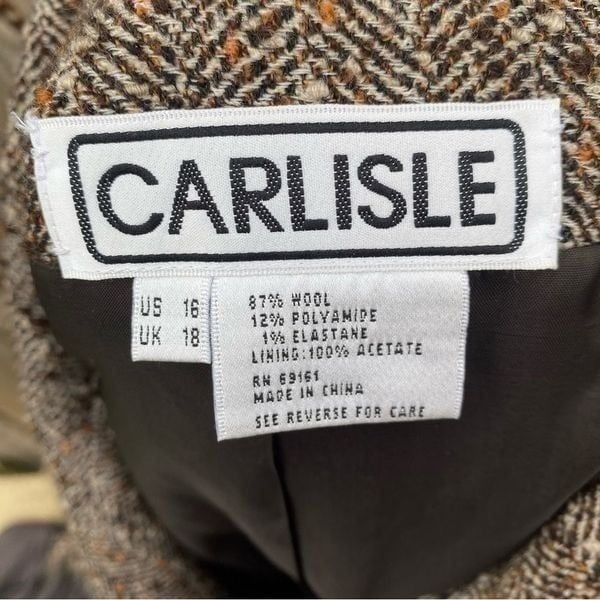 CARLISLE
US 16
UK 18
87% WOOL
12% POLYAMIDE
1% ELASTANE
LINING:100% ACETATE
RN 69161
MADE IN CHINA
SEE REVERSE FOR CARE